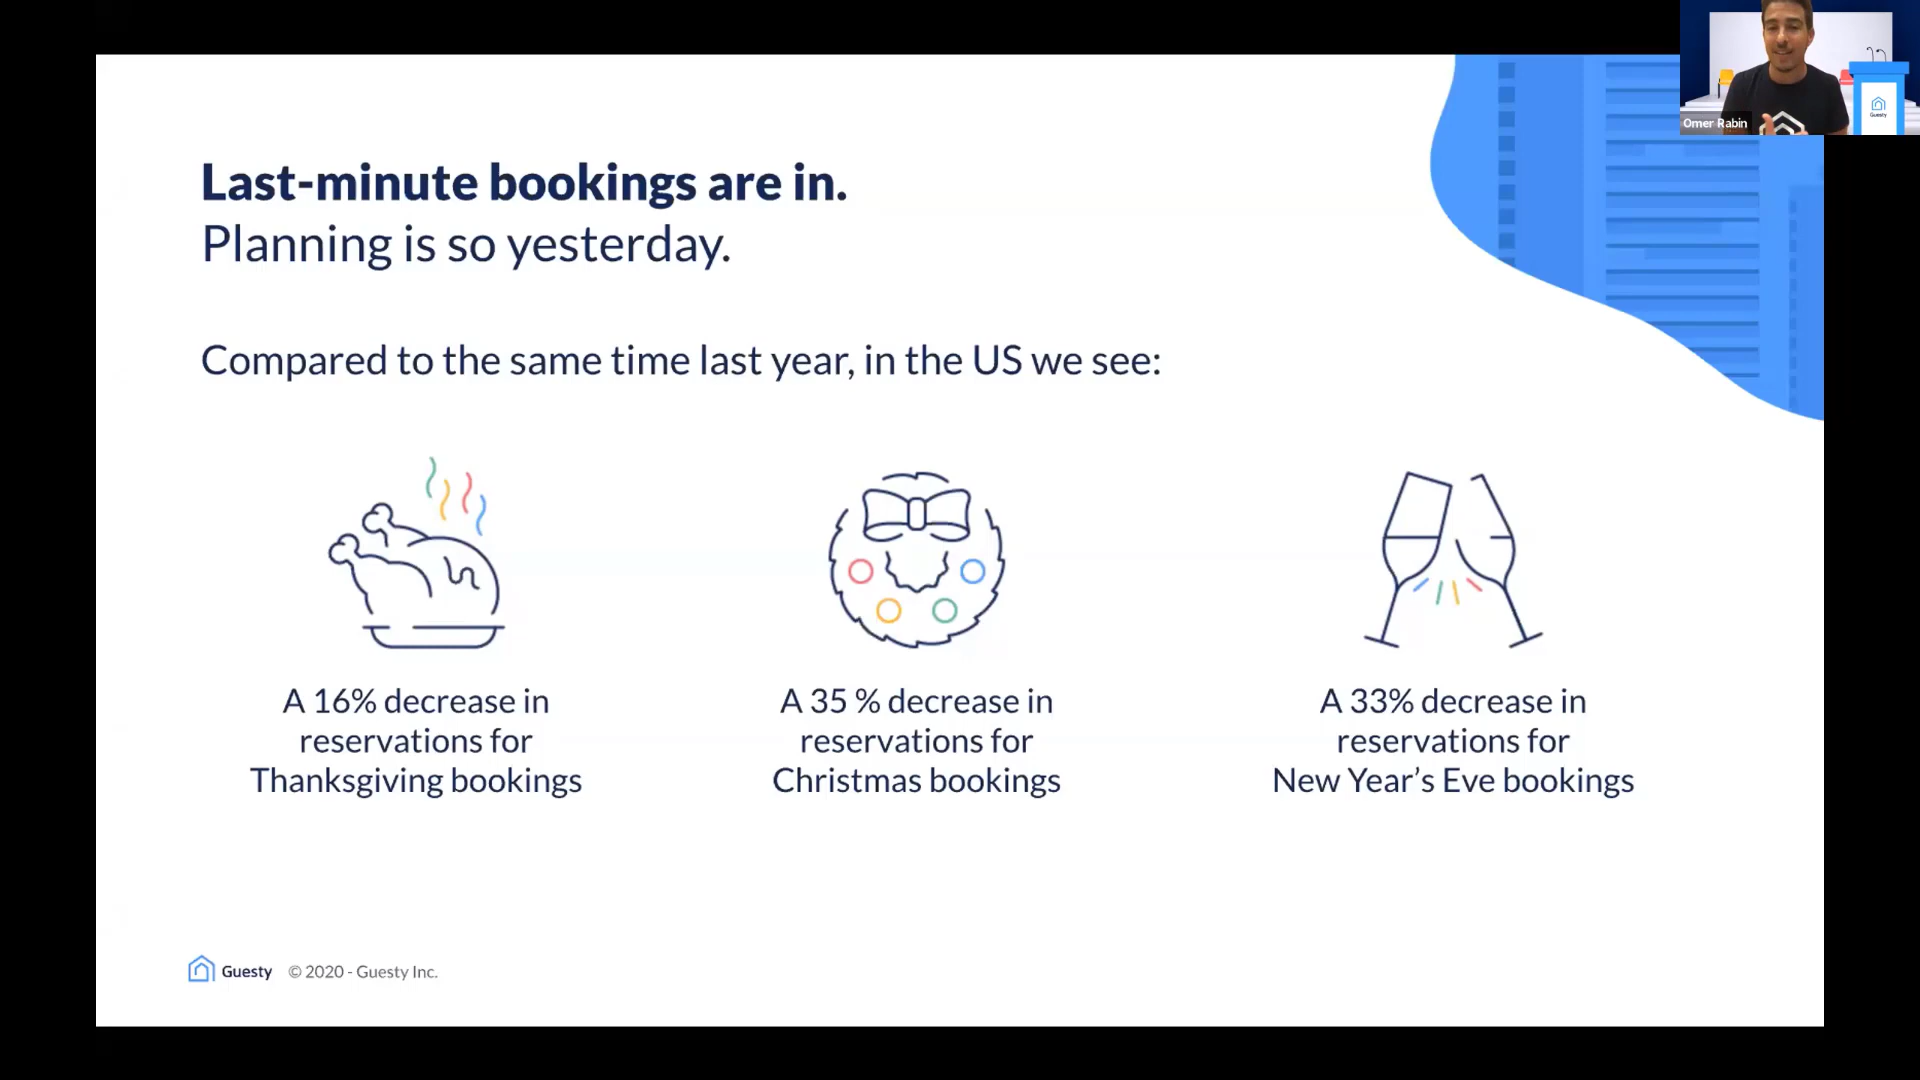 Omer Rabin
Guesty
Last-minute bookings are in.
Planning is so yesterday.
Compared to the same time last year, in the US we see:
A 16% decrease in
reservations for
Thanksgiving bookings
A 35 % decrease in
reservations for
Christmas bookings
A 33% decrease in
reservations for
New Year’s Eve bookings
Guesty © 2020 - Guesty Inc.